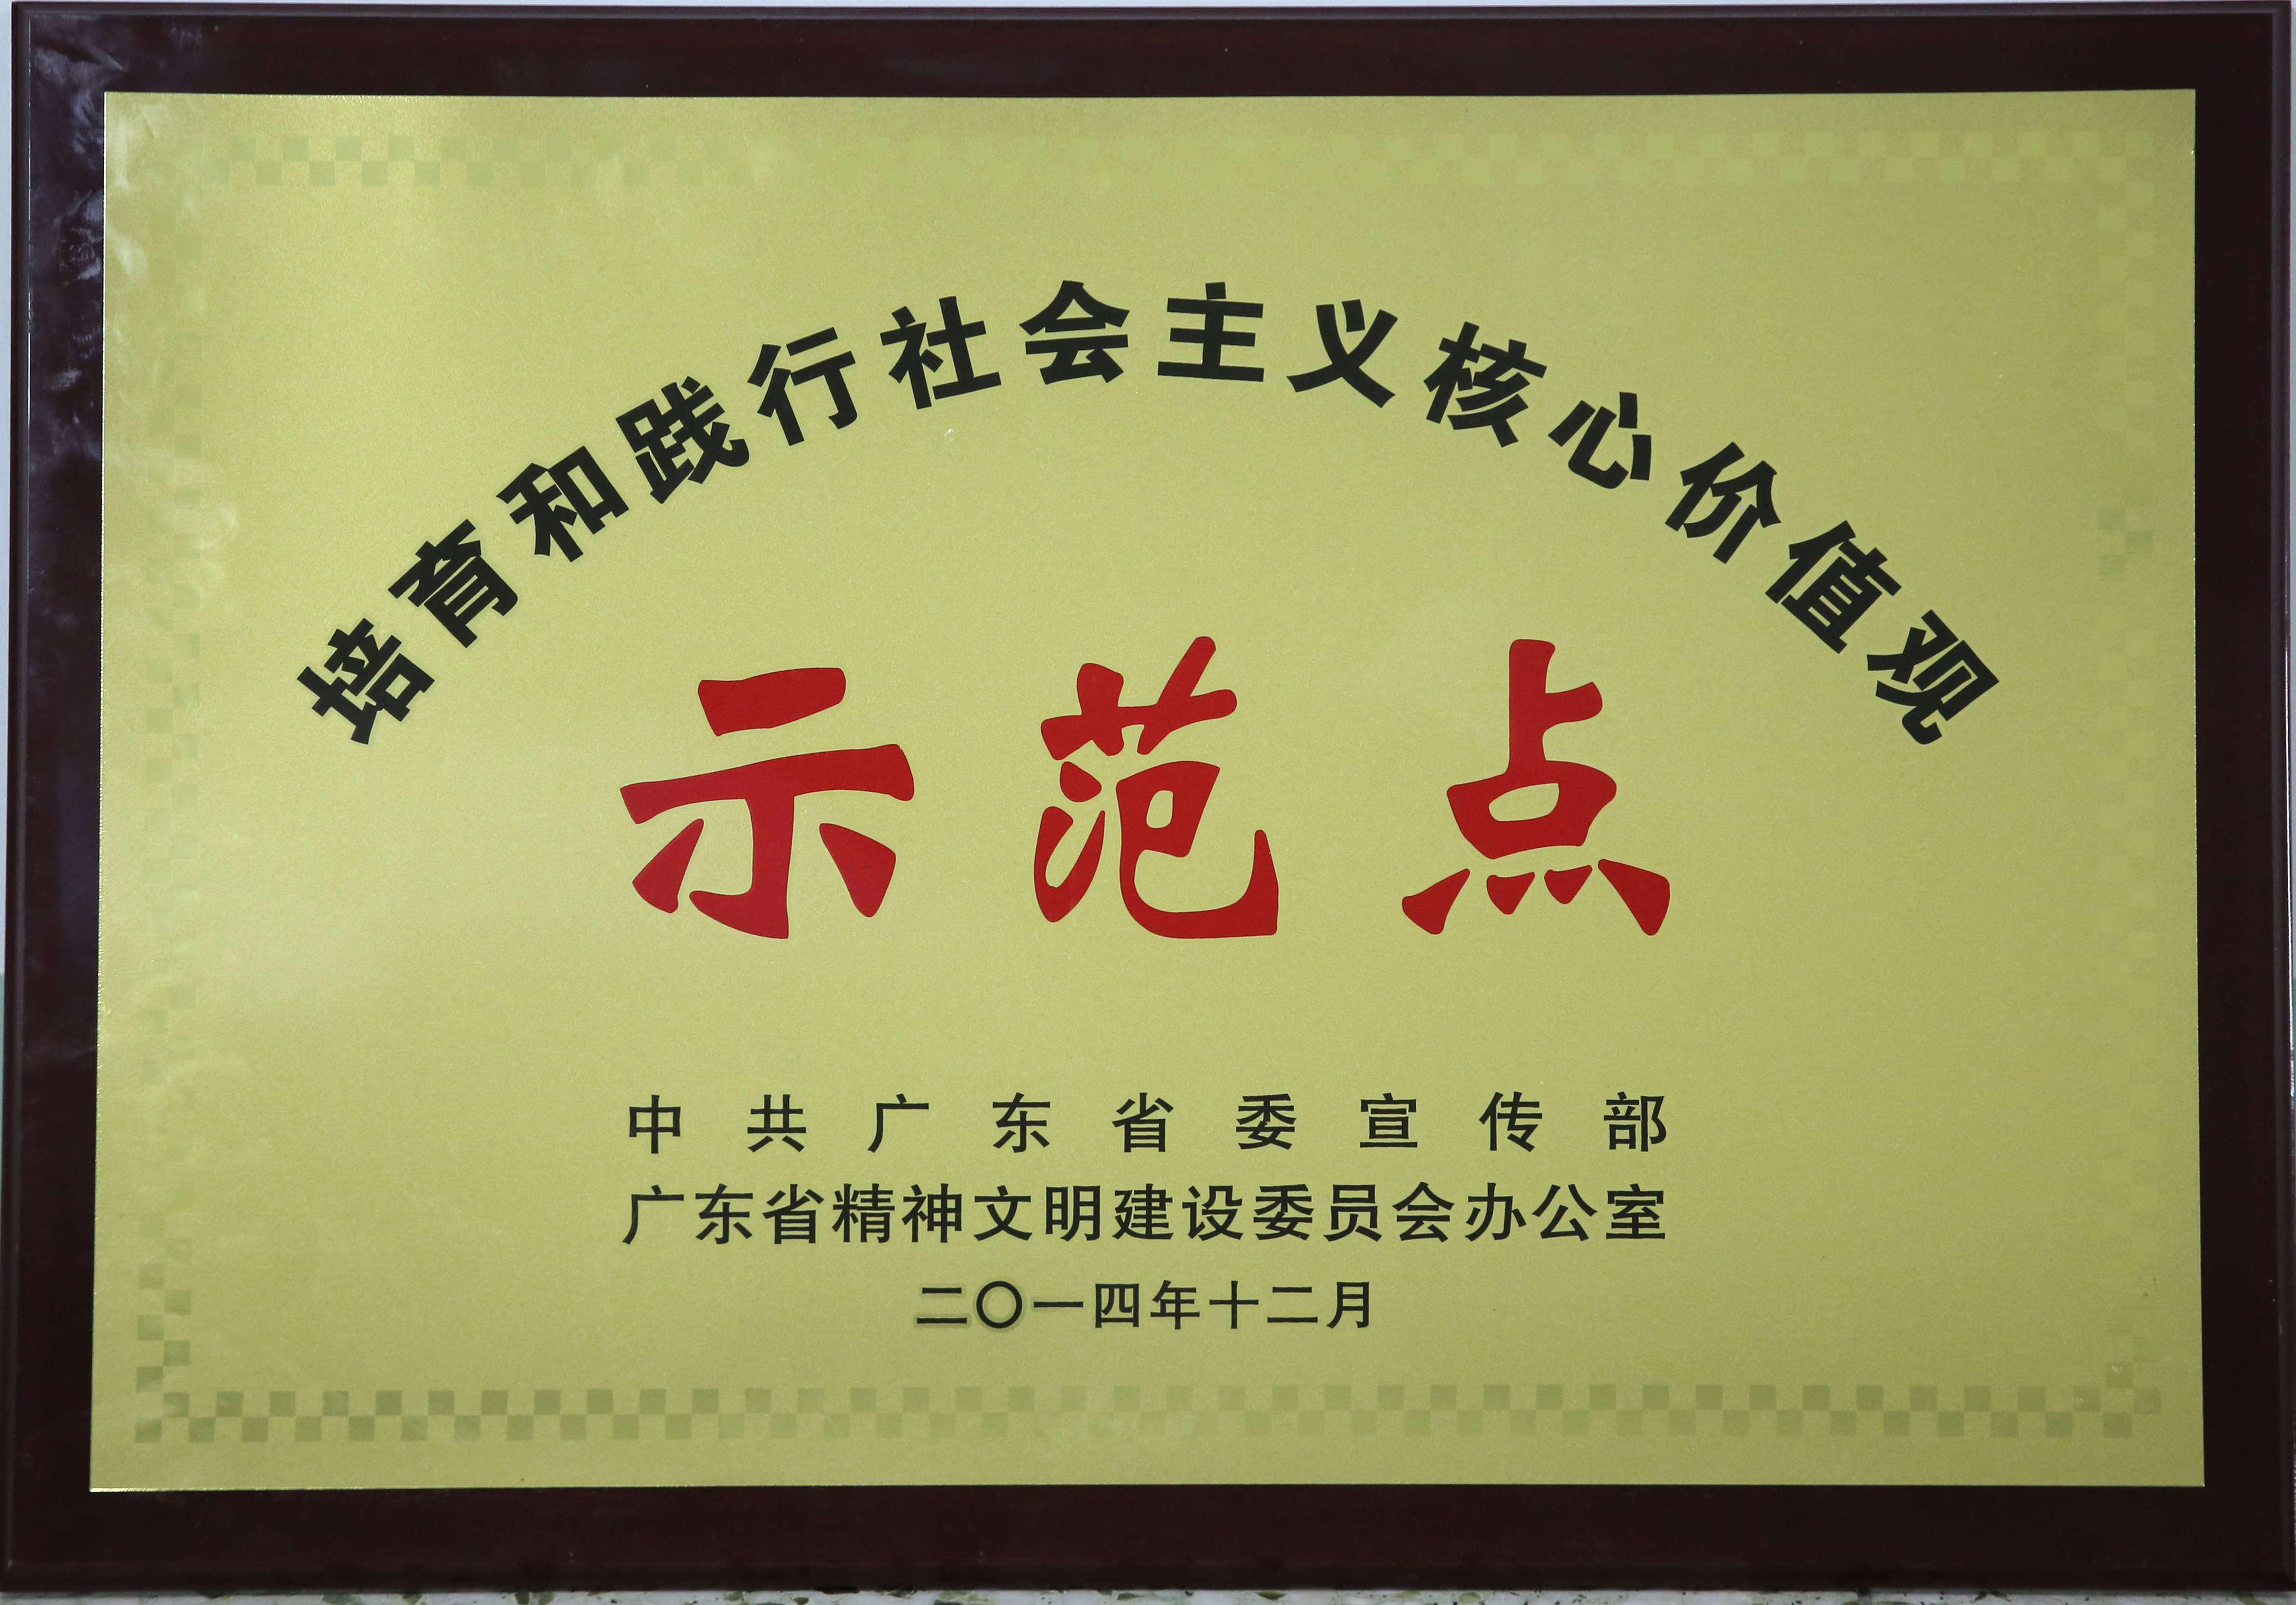 培育和践行社会主义核心价值观
示范点
中共广东省委宣传部
广东省精神文明建设委员会办公室
二〇一四年十二月